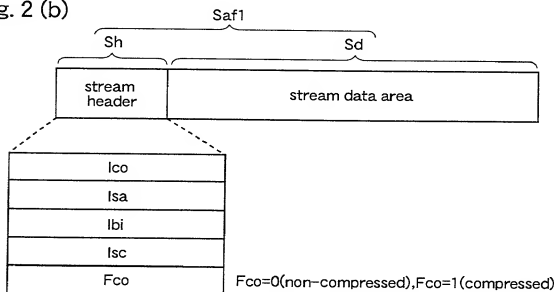 g. 2 (b)
Saf1
Sh
Sd
stream
header
stream data area
Ico
Isa
Ibi
Isc
Fco
Fco=0(non-compressed),Fco=1(compressed)